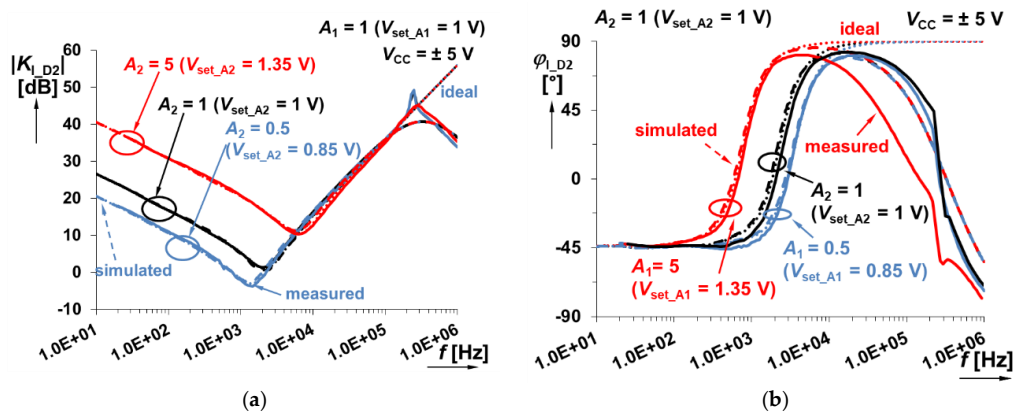 A₁ = 1 (V_set_A1 = 1 V)
V_CC = ± 5 V
|K_I_D2|
[dB]
60
50
40
30
20
10
0
-10
A₂ = 5 (V_set_A2 = 1.35 V)
A₂ = 1 (V_set_A2 = 1 V)
A₂ = 0.5
(V_set_A2 = 0.85 V)
ideal
simulated
measured
1.0E+01
1.0E+02
1.0E+03
1.0E+04
1.0E+05
1.0E+06
f [Hz]
(a)
A₂ = 1 (V_set_A2 = 1 V)
V_CC = ± 5 V
φ_I_D2
[°]
90
45
0
-45
-90
ideal
simulated
measured
A₂ = 1
(V_set_A2 = 1 V)
A₁ = 0.5
(V_set_A1 = 0.85 V)
A₁= 5
(V_set_A1 = 1.35 V)
1.0E+01
1.0E+02
1.0E+03
1.0E+04
1.0E+05
1.0E+06
f [Hz]
(b)